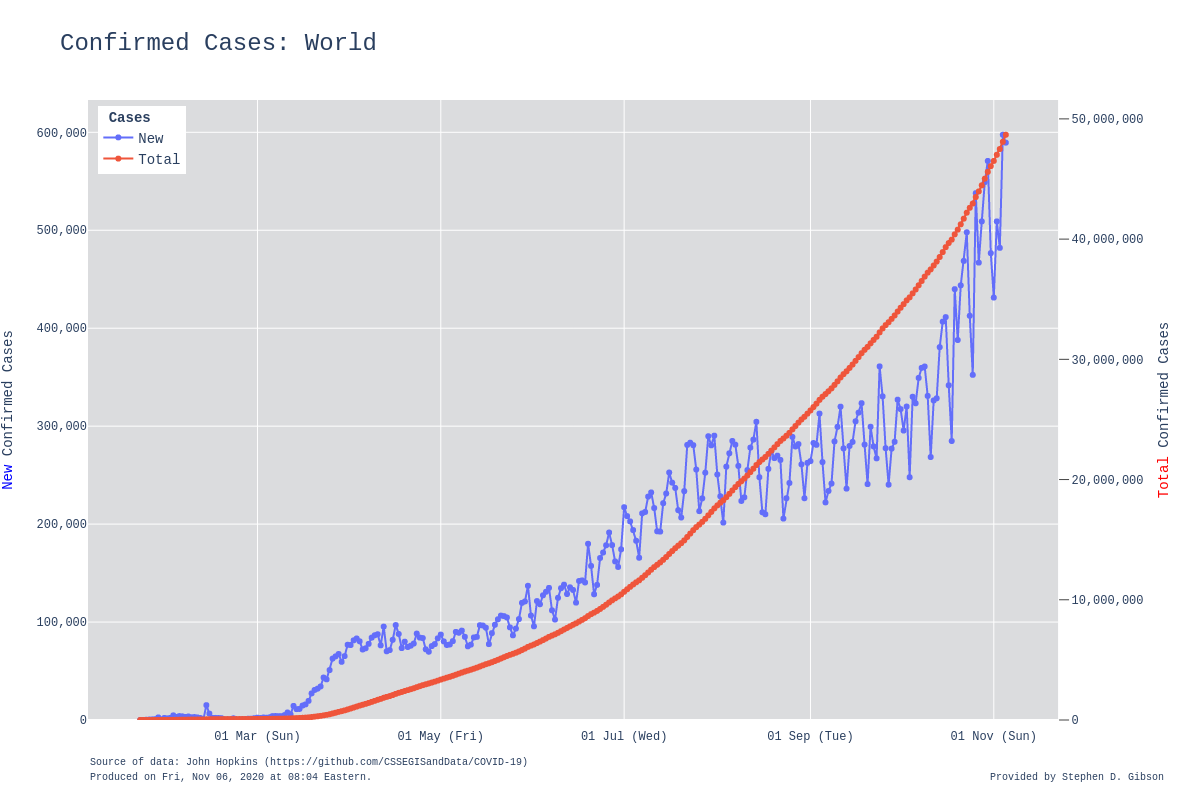 Confirmed Cases: World
Cases
New
Total
600,000
500,000
400,000
300,000
200,000
100,000
0
New Confirmed Cases
50,000,000
40,000,000
30,000,000
20,000,000
10,000,000
0
Total Confirmed Cases
01 Mar (Sun)
01 May (Fri)
01 Jul (Wed)
01 Sep (Tue)
01 Nov (Sun)
Source of data: John Hopkins (https://github.com/CSSEGISandData/COVID-19)
Produced on Fri, Nov 06, 2020 at 08:04 Eastern.
Provided by Stephen D. Gibson